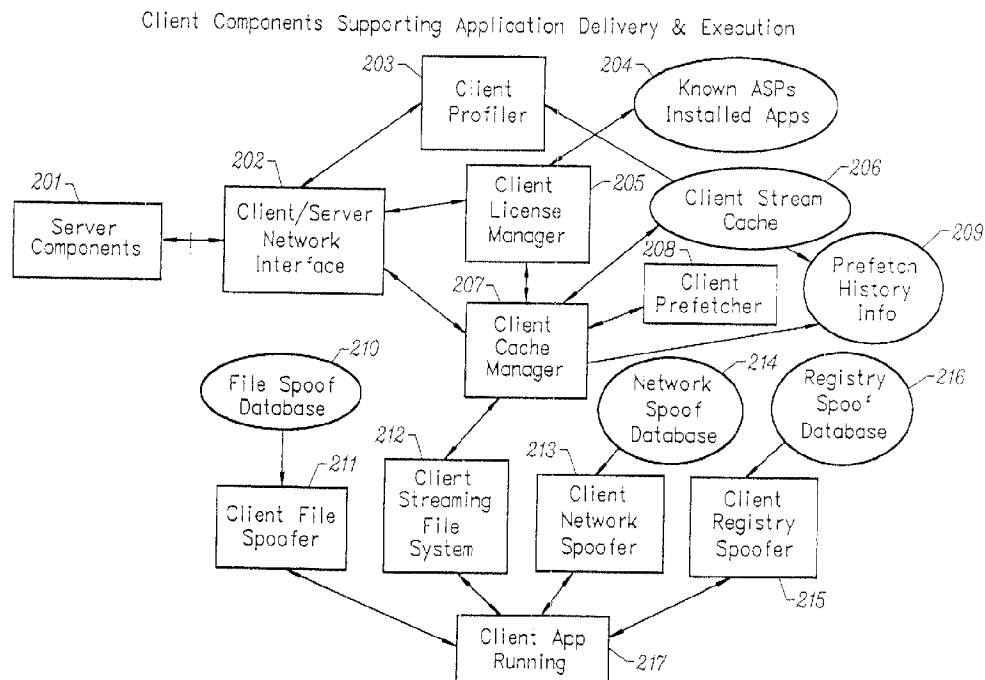 Client Components Supporting Application Delivery & Execution
203
Client
Profiler
204
Known ASPs
Installed Apps
201
Server
Components
202
Client/Server
Network
Interface
Client
License
Manager
205
206
Client Stream
Cache
207
Client
Cache
Manager
208
Client
Prefetcher
209
Prefetch
History
Info
210
File Spoof
Database
214
Network
Spoof
Database
216
Registry
Spoof
Database
211
Client File
Spoofer
212
Client
Streaming
File
System
213
Client
Network
Spoofer
Client
Registry
Spoofer
215
Client App
Running
217